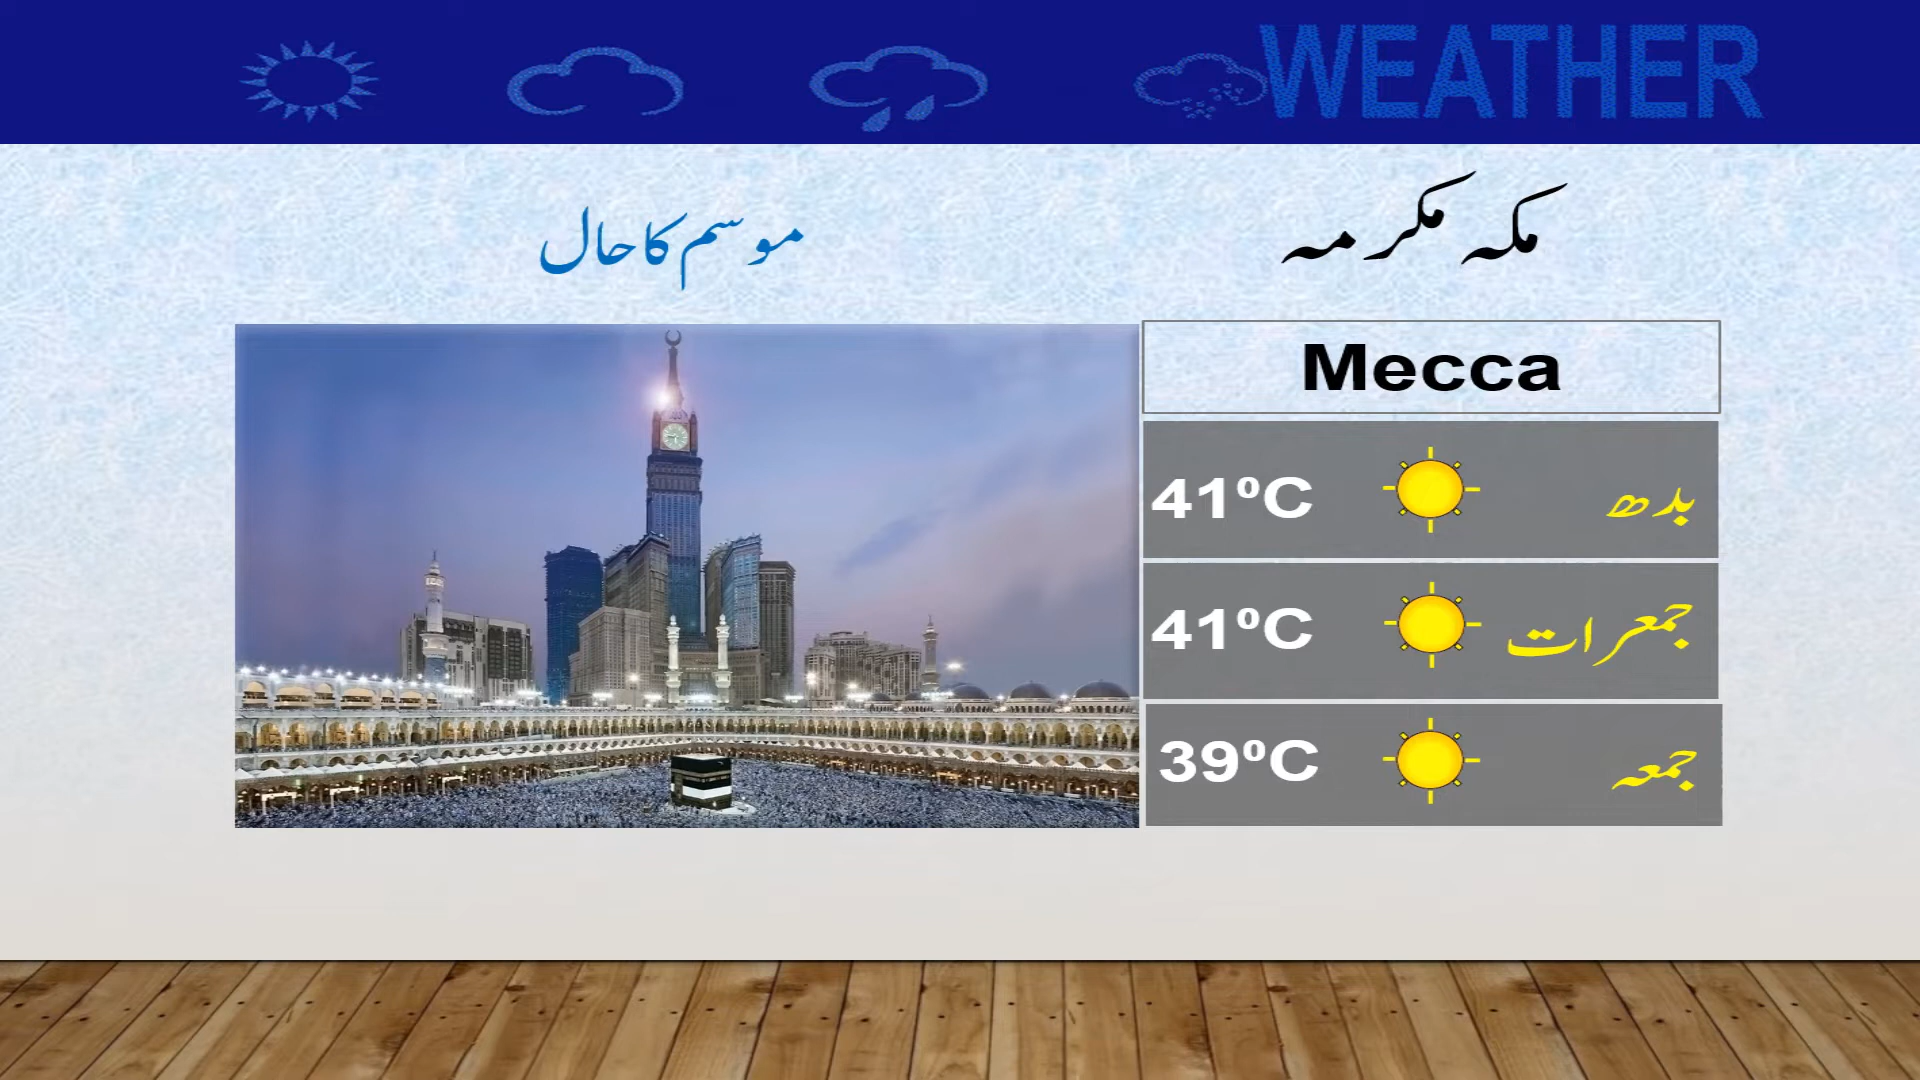 WEATHER
مکہ مکرمہ
موسم کا حال
Mecca
بدھ 41ºC
جمعرات 41ºC
جمعہ 39ºC